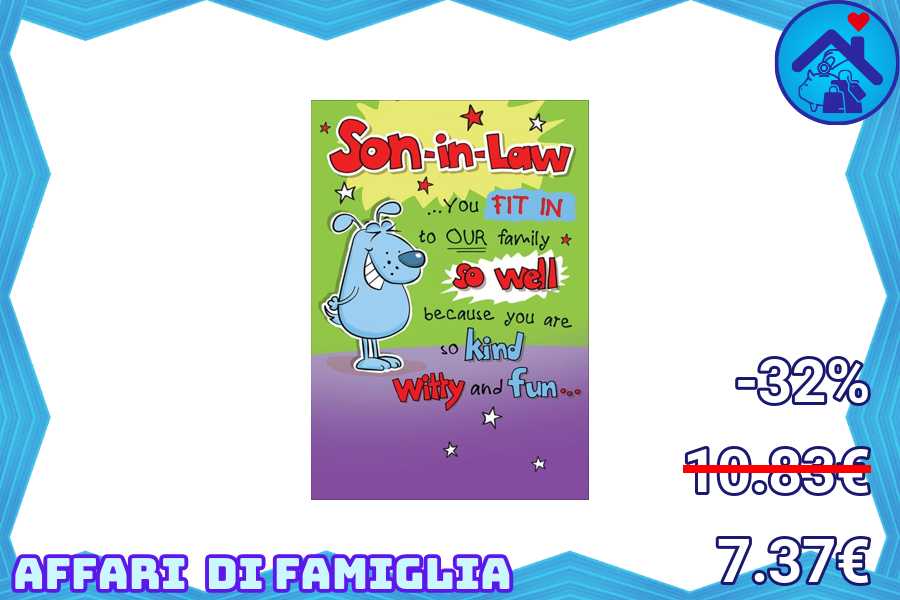 Son-in-Law
...You FIT IN
to OUR family
so well
because you are
so kind
witty and fun...
-32%
10.83€
7.37€
AFFARI DI FAMIGLIA